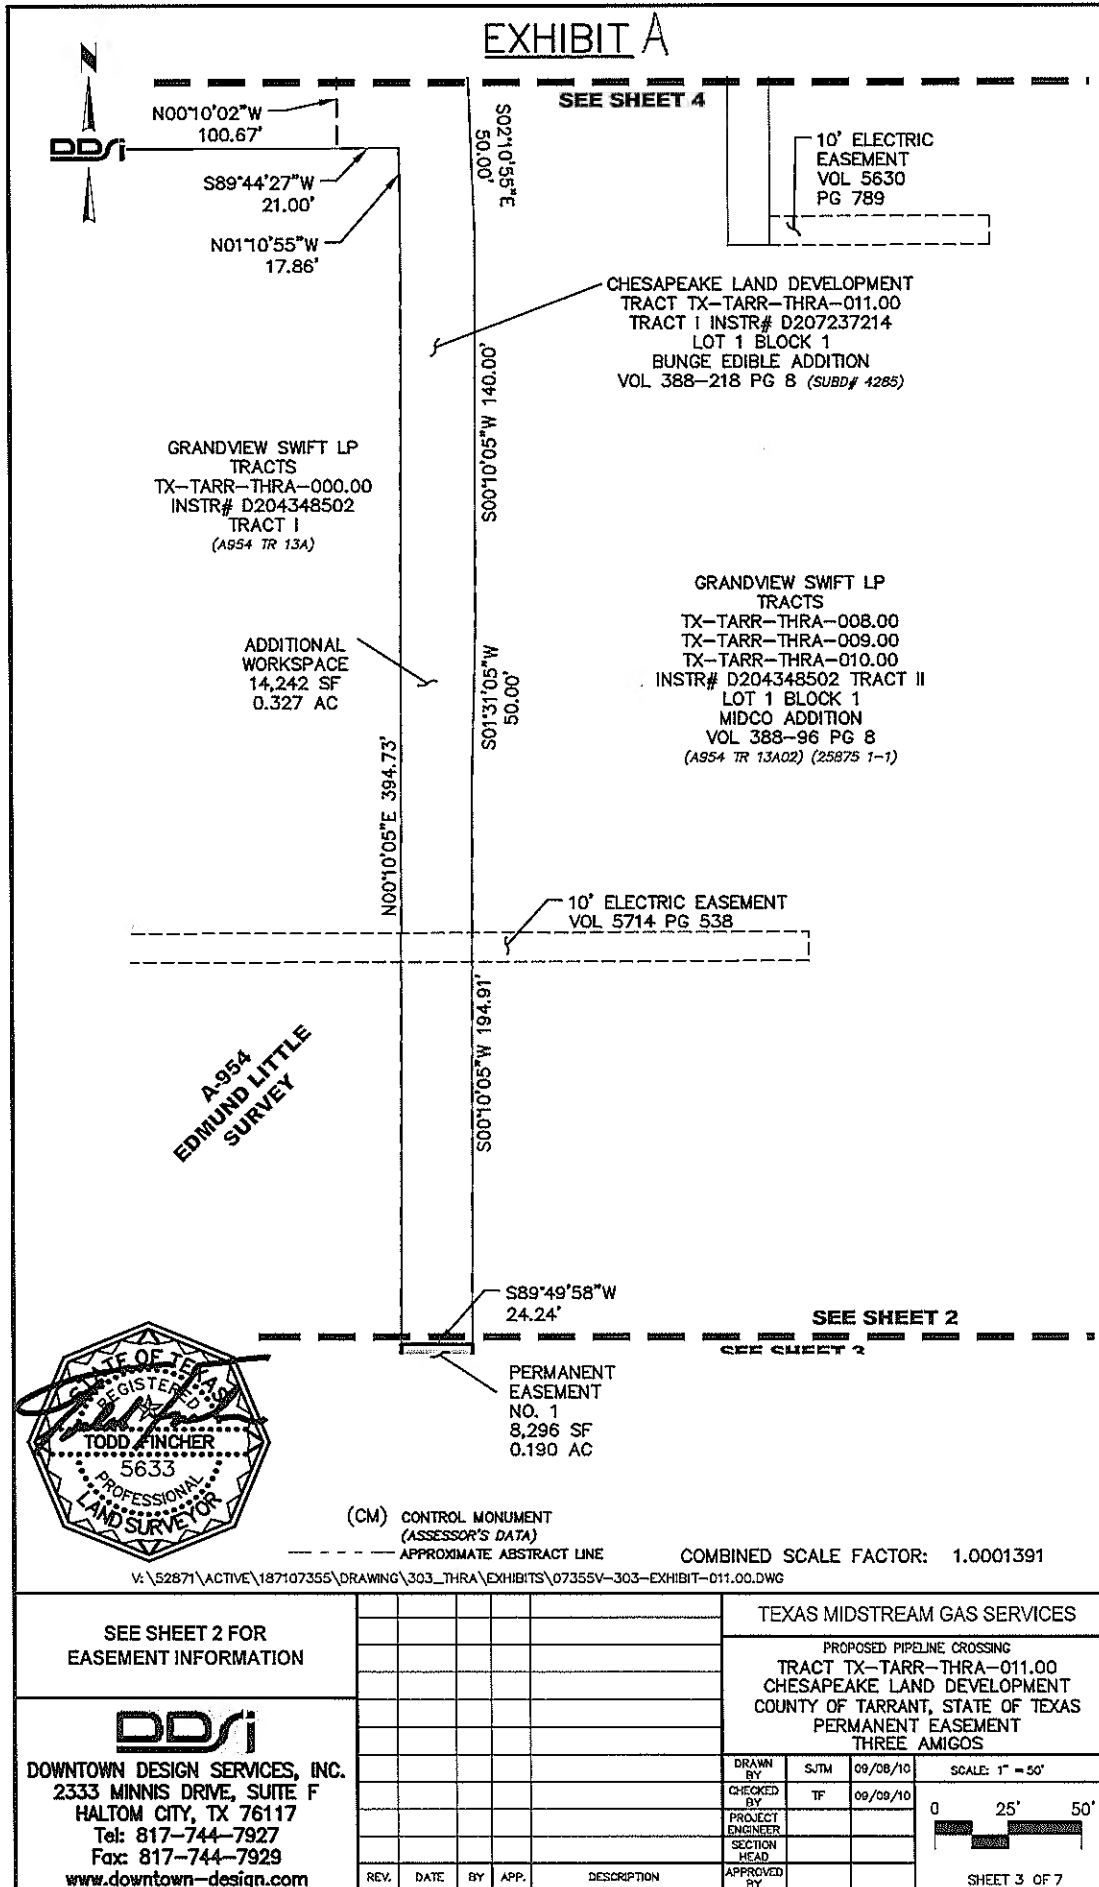 EXHIBIT A
N
DDSi
SEE SHEET 4
N00°10'02"W
100.67'
S89°44'27"W
21.00'
N01°10'55"W
17.86'
S02°10'55"E
50.00'
10' ELECTRIC
EASEMENT
VOL 5630
PG 789
CHESAPEAKE LAND DEVELOPMENT
TRACT TX-TARR-THRA-011.00
TRACT I INSTR# D207237214
LOT 1 BLOCK 1
BUNGE EDIBLE ADDITION
VOL 388-218 PG 8 (SUBD# 4285)
S00°10'05"W 140.00'
GRANDVIEW SWIFT LP
TRACTS
TX-TARR-THRA-000.00
INSTR# D204348502
TRACT I
(A954 TR 13A)
GRANDVIEW SWIFT LP
TRACTS
TX-TARR-THRA-008.00
TX-TARR-THRA-009.00
TX-TARR-THRA-010.00
INSTR# D204348502 TRACT II
LOT 1 BLOCK 1
MIDCO ADDITION
VOL 388-96 PG 8
(A954 TR 13A02) (25875 1-1)
ADDITIONAL
WORKSPACE
14,242 SF
0.327 AC
S01°31'05"W
50.00'
N00°10'05"E 394.73'
10' ELECTRIC EASEMENT
VOL 5714 PG 538
S00°10'05"W 194.91'
A-954
EDMUND LITTLE
SURVEY
S89°49'58"W
24.24'
SEE SHEET 2
SEE SHEET 3
PERMANENT
EASEMENT
NO. 1
8,296 SF
0.190 AC
STATE OF TEXAS
REGISTERED
TODD FINCHER
5633
PROFESSIONAL
LAND SURVEYOR
(CM) CONTROL MONUMENT
(ASSESSOR'S DATA)
APPROXIMATE ABSTRACT LINE
COMBINED SCALE FACTOR: 1.0001391
V:\52871\ACTIVE\187107355\DRAWING\303_THRA\EXHIBITS\07355V-303-EXHIBIT-011.00.DWG
SEE SHEET 2 FOR
EASEMENT INFORMATION
DDSi
DOWNTOWN DESIGN SERVICES, INC.
2333 MINNIS DRIVE, SUITE F
HALTOM CITY, TX 76117
Tel: 817-744-7927
Fax: 817-744-7929
www.downtown-design.com
REV. DATE BY APP. DESCRIPTION
TEXAS MIDSTREAM GAS SERVICES
PROPOSED PIPELINE CROSSING
TRACT TX-TARR-THRA-011.00
CHESAPEAKE LAND DEVELOPMENT
COUNTY OF TARRANT, STATE OF TEXAS
PERMANENT EASEMENT
THREE AMIGOS
DRAWN BY SJTM 09/08/10
CHECKED BY TF 09/09/10
PROJECT ENGINEER
SECTION HEAD
APPROVED BY
SCALE: 1" = 50'
0 25' 50'
SHEET 3 OF 7